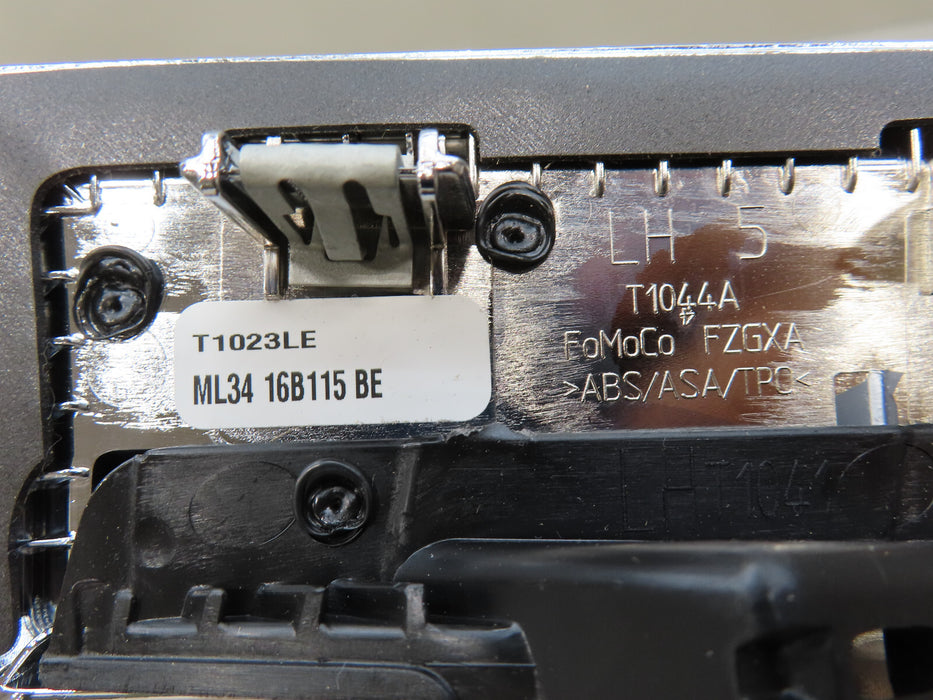 LH 5
T1044A
FoMoCo FZGXA
>ABS/ASA/TPO<
T1023LE
ML34 16B115 BE
LH T1044